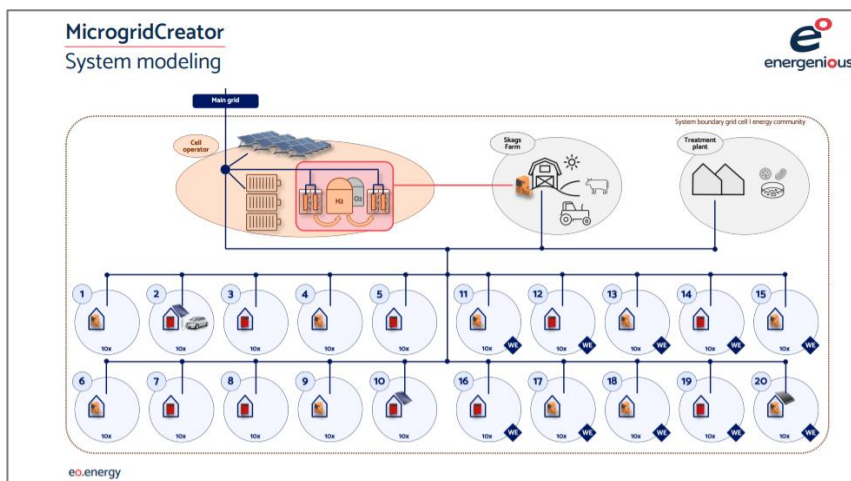 MicrogridCreator
System modeling
eo
energenious
Main grid
System boundary grid cell | energy community
Cell
operator
Skags
Farm
Treatment
plant
H2
O2
1
2
3
4
5
11
12
13
14
15
10x
10x
10x
10x
10x
10x
10x
10x
10x
10x
WE
WE
WE
WE
WE
6
7
8
9
10
16
17
18
19
20
10x
10x
10x
10x
10x
10x
10x
10x
10x
10x
WE
WE
WE
WE
WE
eo.energy